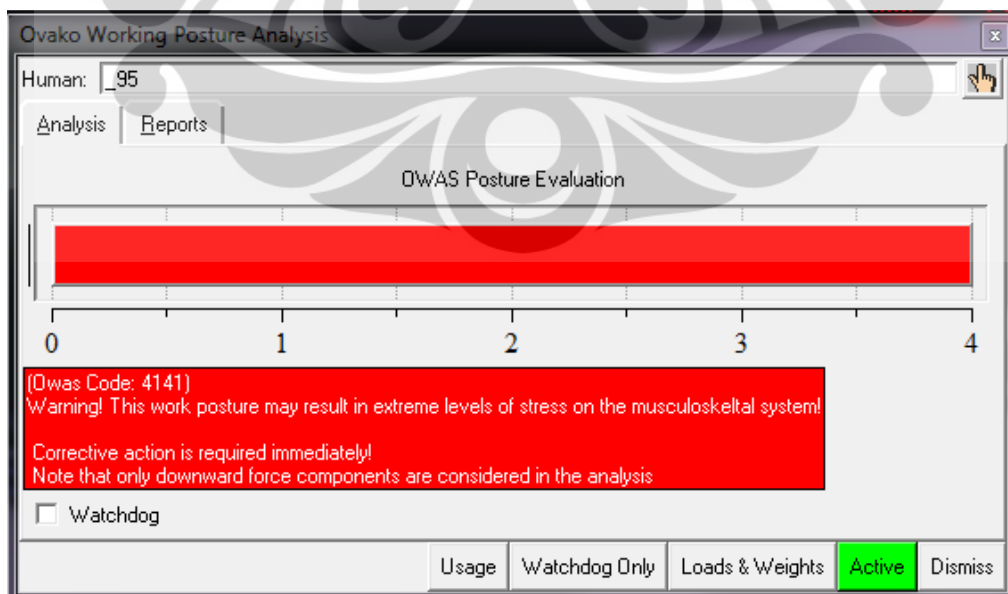 Ovako Working Posture Analysis
x
Human: _95
Analysis Reports
OWAS Posture Evaluation
0 1 2 3 4
(Owas Code: 4141)
Warning! This work posture may result in extreme levels of stress on the musculoskeltal system!
Corrective action is required immediately!
Note that only downward force components are considered in the analysis
Watchdog
Usage Watchdog Only Loads & Weights Active Dismiss